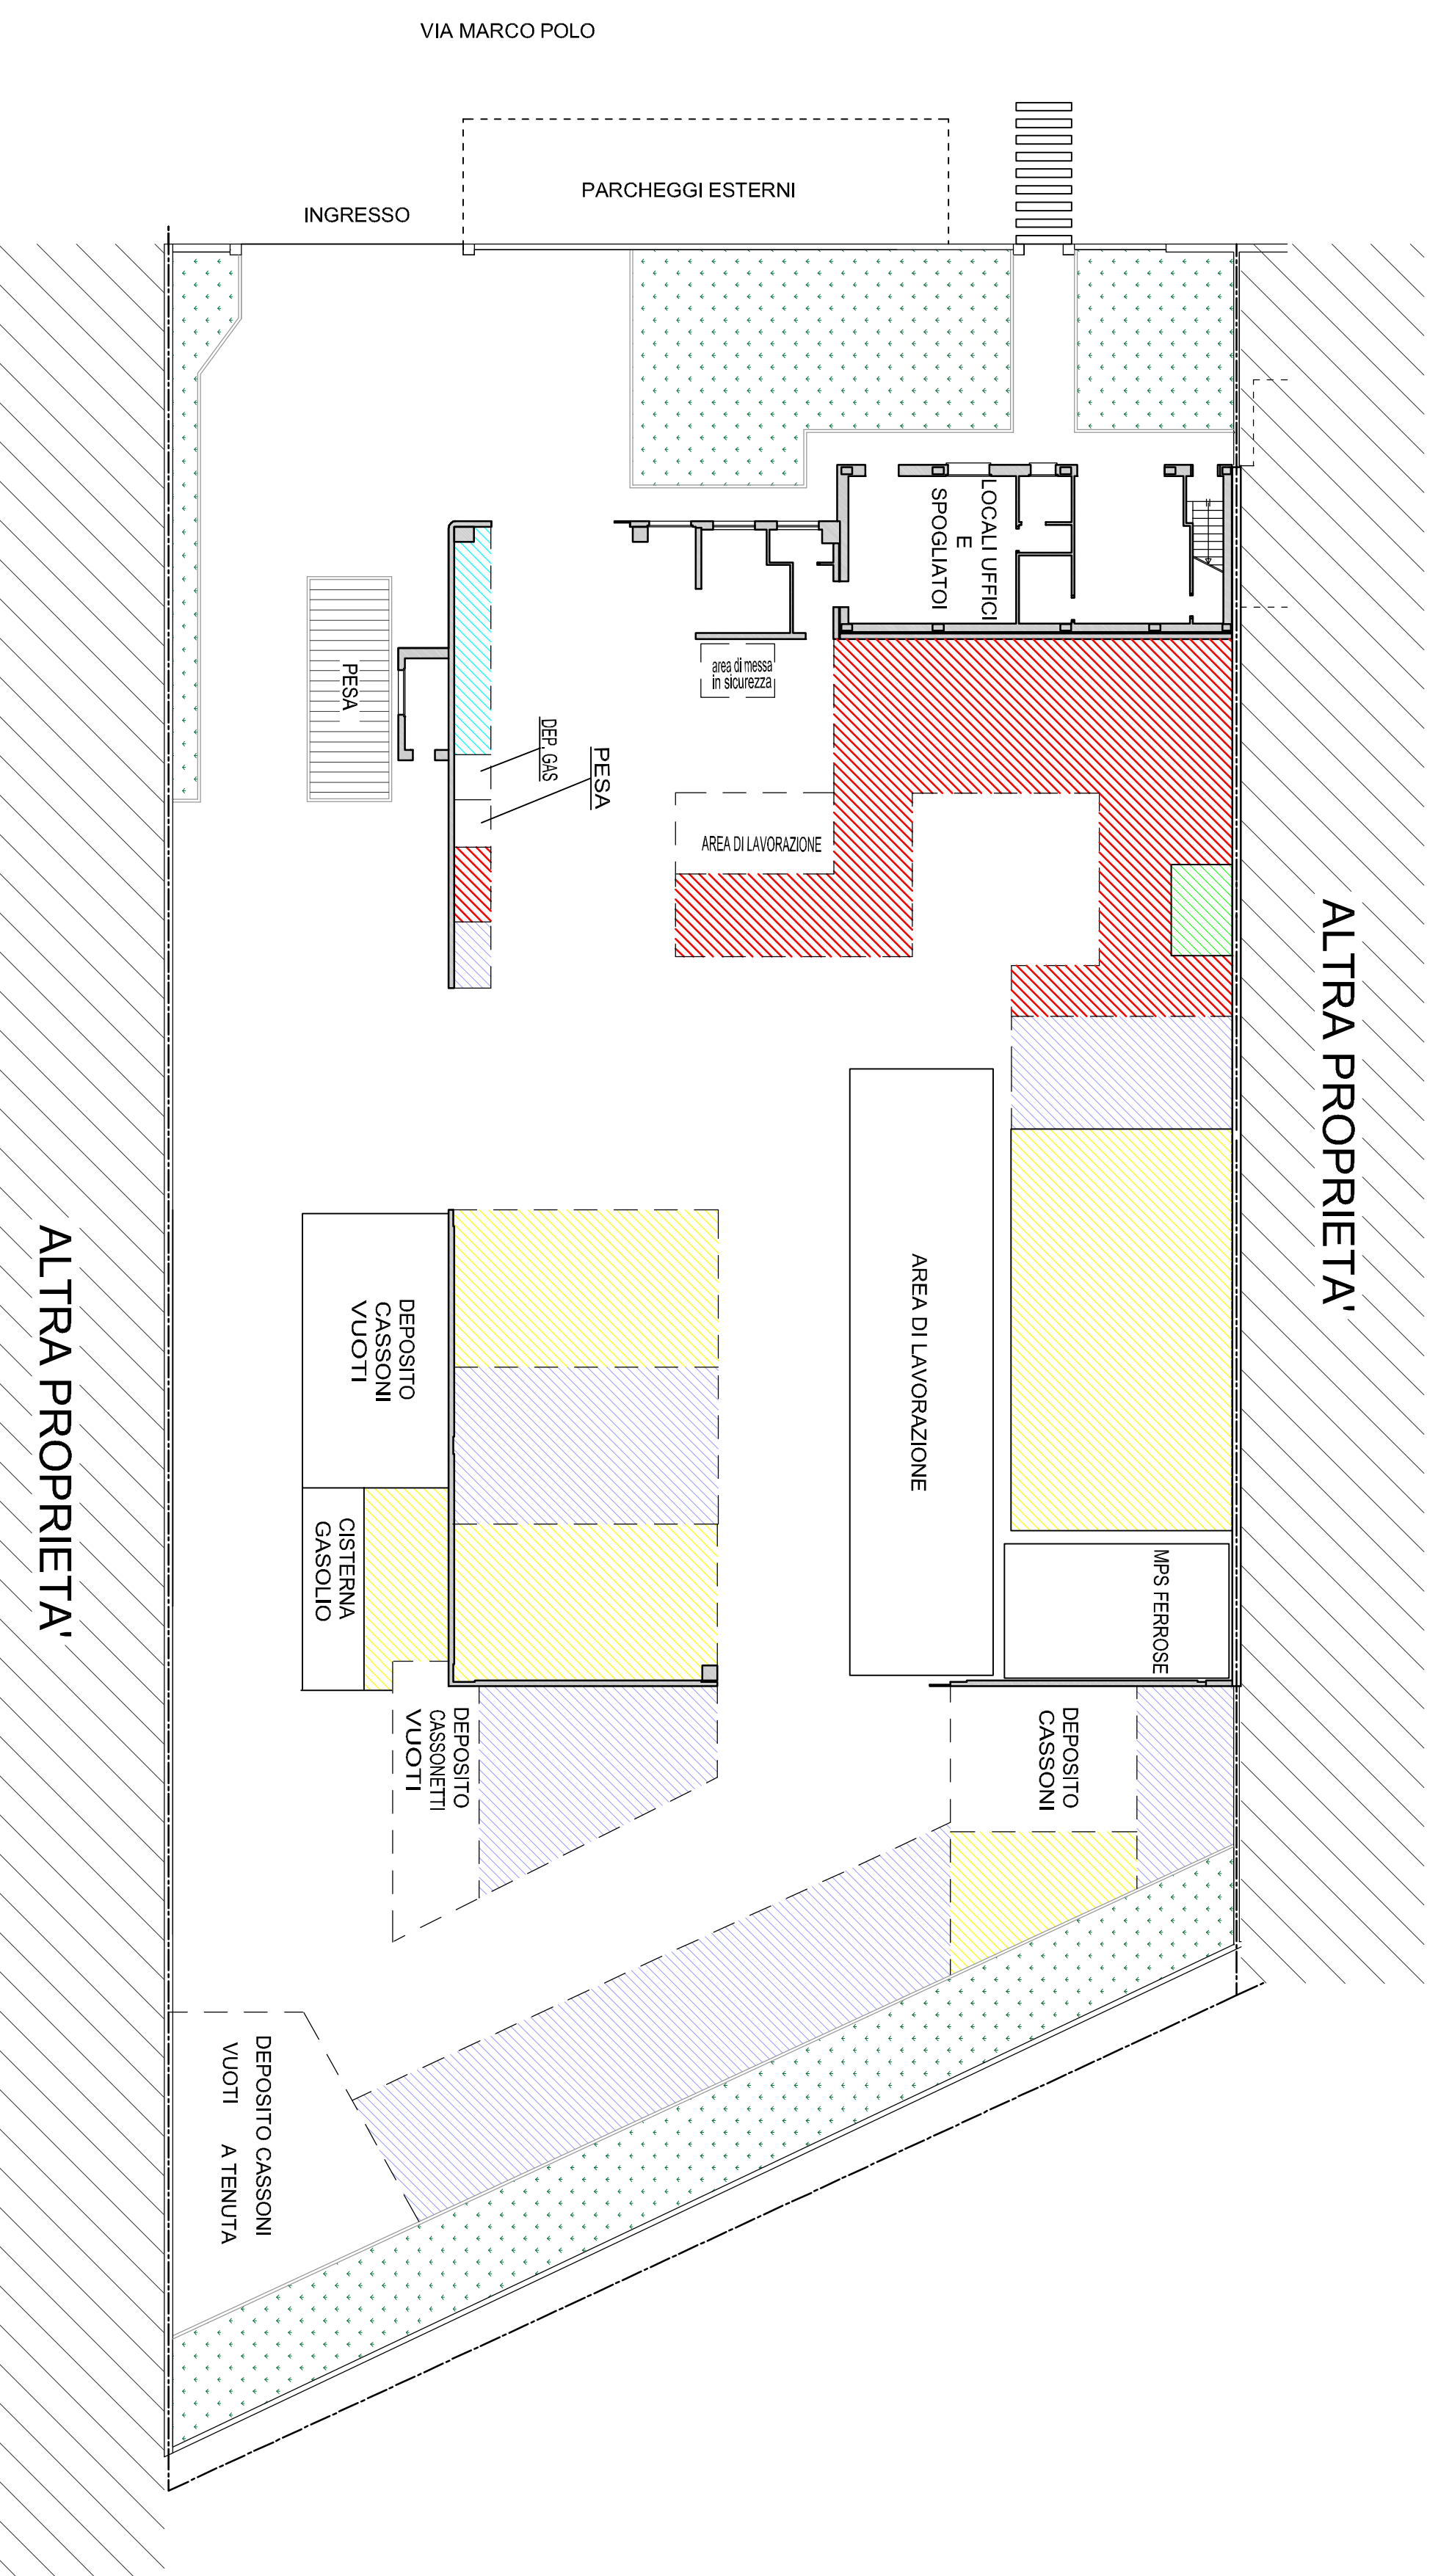 VIA MARCO POLO
PARCHEGGI ESTERNI
INGRESSO
LOCALI UFFICI
E
SPOGLIATOI
area di messa
in sicurezza
PESA
DEP. GAS
PESA
AREA DI LAVORAZIONE
ALTRA PROPRIETA'
ALTRA PROPRIETA'
AREA DI LAVORAZIONE
DEPOSITO
CASSONI
VUOTI
CISTERNA
GASOLIO
MPS FERROSE
DEPOSITO
CASSONETTI
VUOTI
DEPOSITO
CASSONI
DEPOSITO CASSONI
VUOTI A TENUTA